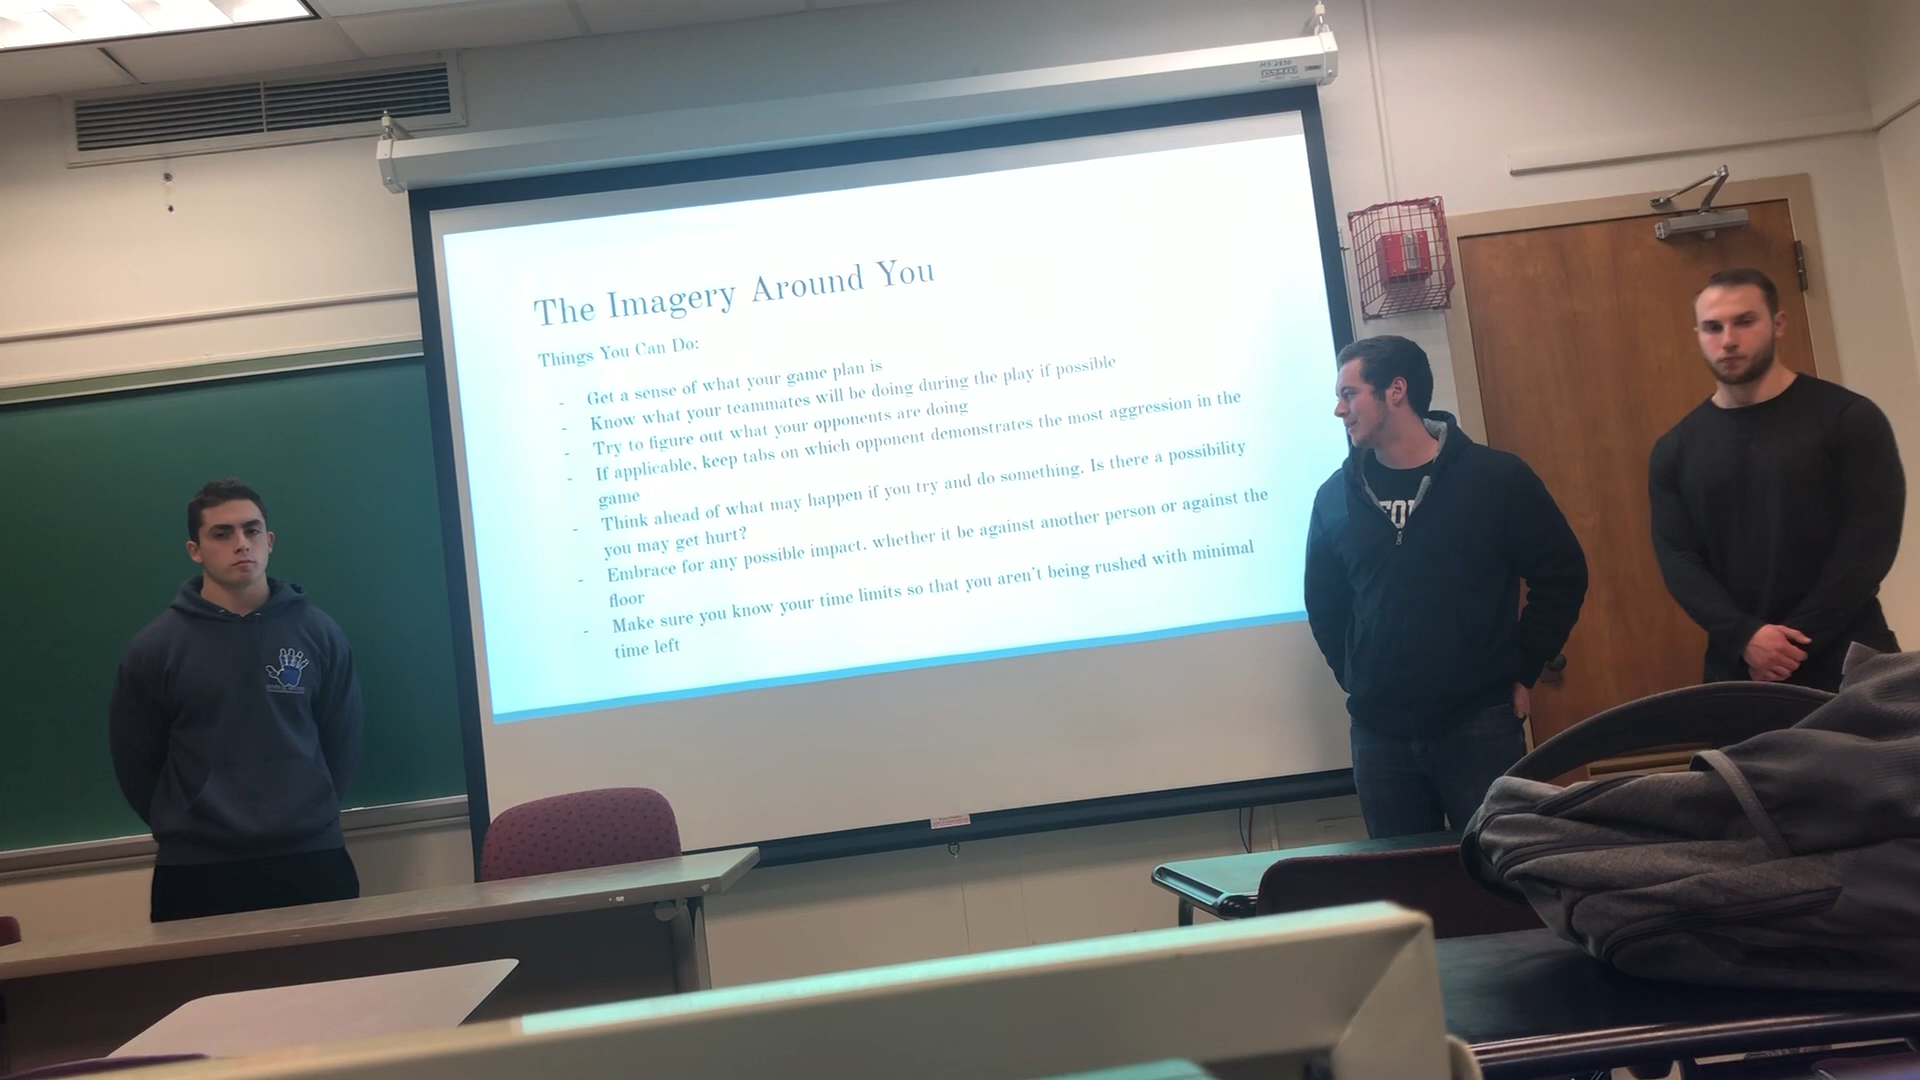 The Imagery Around You
Things You Can Do:
- Get a sense of what your game plan is
- Know what your teammates will be doing during the play if possible
- Try to figure out what your opponents are doing
- If applicable, keep tabs on which opponent demonstrates the most aggression in the
game
- Think ahead of what may happen if you try and do something. Is there a possibility
you may get hurt?
- Embrace for any possible impact, whether it be against another person or against the
floor
- Make sure you know your time limits so that you aren't being rushed with minimal
time left